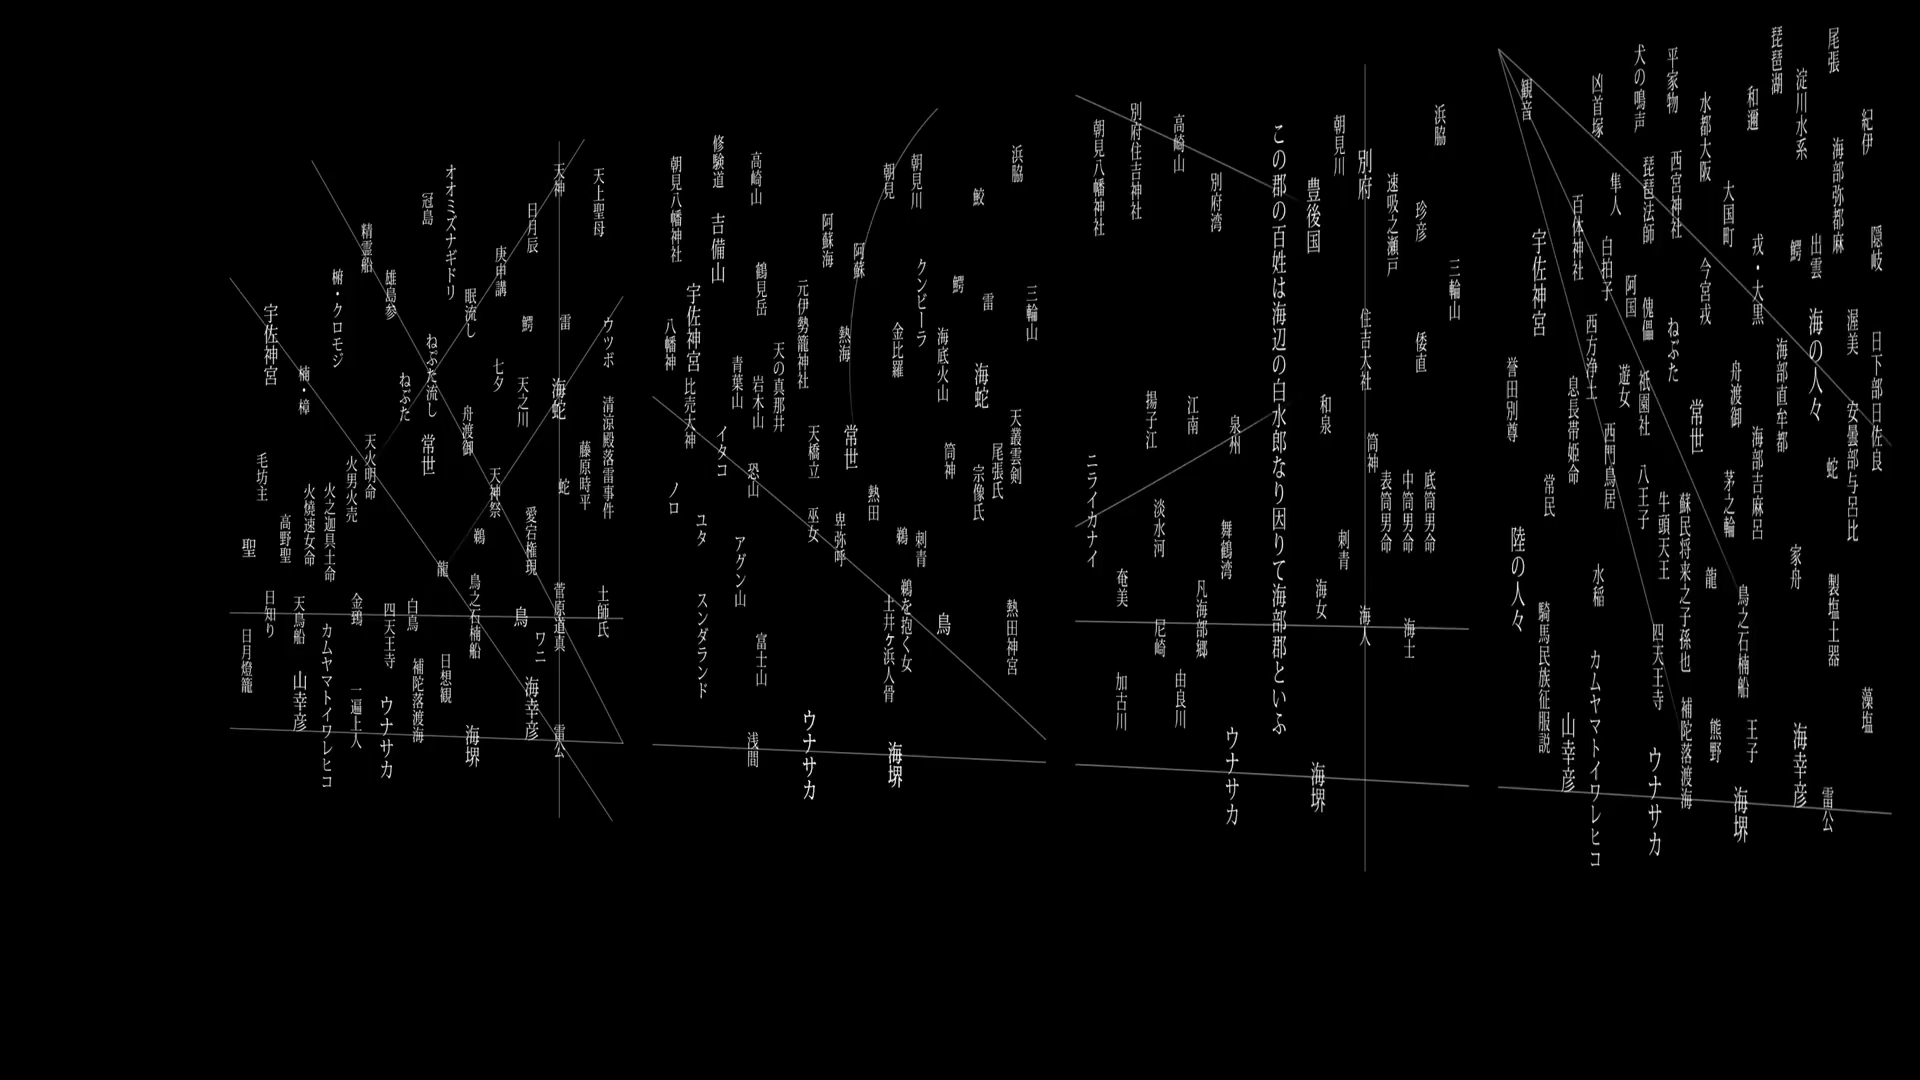 尾張
紀伊
琵琶湖
淀川水系
海部弥都麻
隠岐
和邇
出雲
鰐
平家物
水都大阪
大国町
戎・大黒
海の人々
渥美
日下部日佐良
犬の鳴声
西宮神社
今宮戎
海部直牟都
安曇部与呂比
凶首塚
琵琶法師
隼人
舟渡御
海部吉麻呂
蛇
観音
百体神社
白拍子
阿国
傀儡
ねぶた
常世
茅之輪
家舟
製塩土器
藻塩
宇佐神宮
西方浄土
遊女
祇園社
八王子
牛頭天王
蘇民将来之子孫也
龍
鳥之石楠船
誉田別尊
息長帯姫命
西門鳥居
常民
水稲
四天王寺
補陀落渡海
熊野
王子
海幸彦
雷公
陸の人々
騎馬民族征服説
山幸彦
カムヤマトイワレヒコ
ウナサカ
海堺
浜脇
三輪山
朝見川
別府
速吸之瀬戸
珍彦
倭直
豊後国
住吉大社
和泉
筒神
底筒男命
中筒男命
表筒男命
この郡の百姓は海辺の白水郎なり因りて海部郡といふ
刺青
海女
海人
海士
海堺
別府住吉神社
朝見八幡神社
高崎山
別府湾
揚子江
江南
泉州
ニライカナイ
淡水河
舞鶴湾
奄美
尼崎
凡海部郷
加古川
由良川
ウナサカ
浜脇
三輪山
鮫
朝見川
朝見
クンビーラ
鰐
雷
阿蘇
阿蘇海
金比羅
海底火山
海蛇
天叢雲剣
尾張氏
宗像氏
筒神
熱海
常世
熱田
鵜
刺青
鵜を抱く女
土井ヶ浜人骨
鳥
熱田神宮
海堺
修験道
高崎山
朝見八幡神社
吉備山
鶴見岳
元伊勢籠神社
宇佐神宮
八幡神
比売大神
青葉山
岩木山
天の真那井
天橋立
イタコ
恐山
巫女
卑弥呼
ノロ
ユタ
アグン山
スンダランド
富士山
浅間
ウナサカ
天上聖母
天神
日月辰
庚申講
オオミズナギドリ
冠島
眠流し
鰐
雷
ウツボ
七夕
天之川
海蛇
清涼殿落雷事件
藤原時平
蛇
精霊船
雄島参
椨・クロモジ
ねぶた流し
ねぶた
舟渡御
常世
天神祭
鵜
愛宕権現
宇佐神宮
楠・樟
天火明命
火男火売
火之迦具土命
火焼速女命
毛坊主
高野聖
聖
龍
鳥之石楠船
鳥
ワニ
菅原道真
土師氏
日知り
天鳥船
金鵄
四天王寺
白鳥
補陀落渡海
日想観
日月燈籠
山幸彦
カムヤマトイワレヒコ
一遍上人
ウナサカ
海堺
海幸彦
雷公